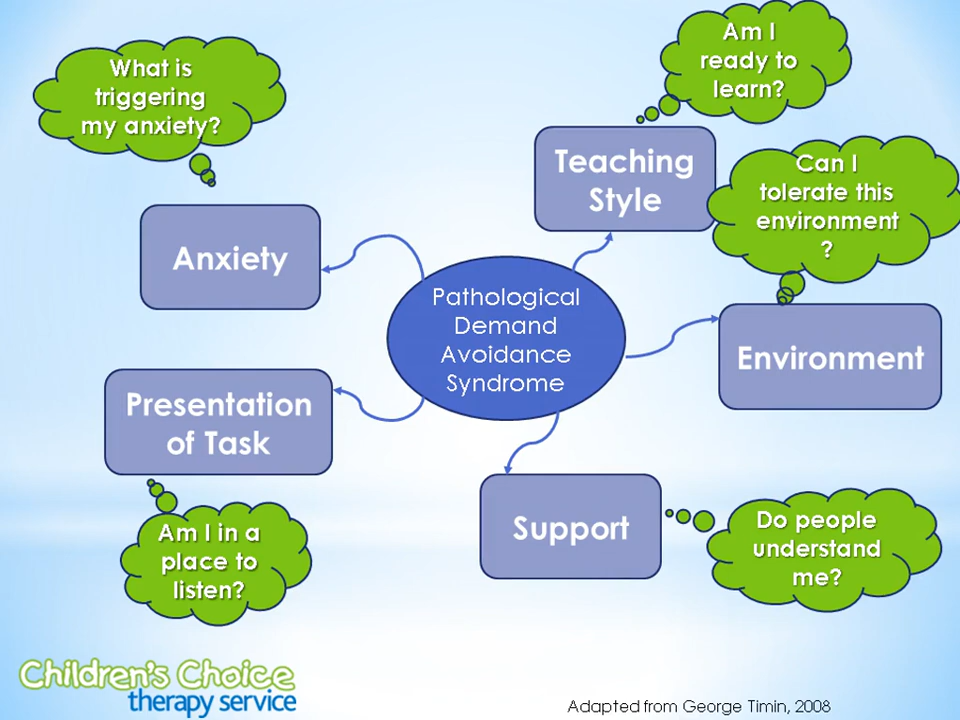 What is
triggering
my anxiety?
Am I
ready to
learn?
Teaching
Style
Can I
tolerate this
environment
?
Anxiety
Pathological
Demand
Avoidance
Syndrome
Environment
Presentation
of Task
Support
Am I in a
place to
listen?
Do people
understand
me?
Children's Choice
therapy service
Adapted from George Timin, 2008